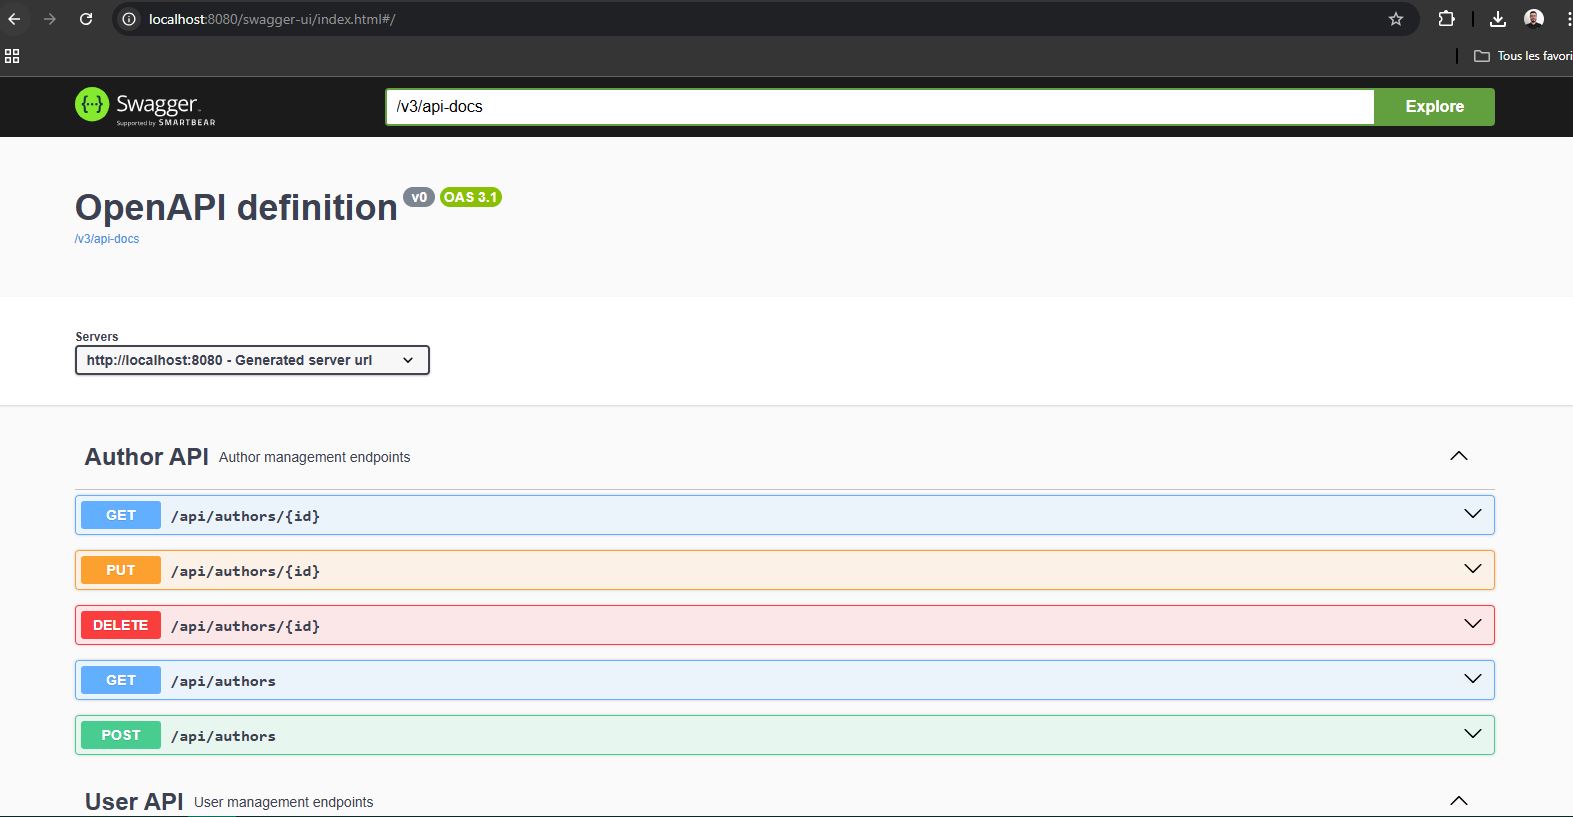 localhost:8080/swagger-ui/index.html#/
Tous les favori
Swagger
Supported by SMARTBEAR
/v3/api-docs
Explore
OpenAPI definition v0 OAS 3.1
/v3/api-docs
Servers
http://localhost:8080 - Generated server url
Author API Author management endpoints
GET /api/authors/{id}
PUT /api/authors/{id}
DELETE /api/authors/{id}
GET /api/authors
POST /api/authors
User API User management endpoints